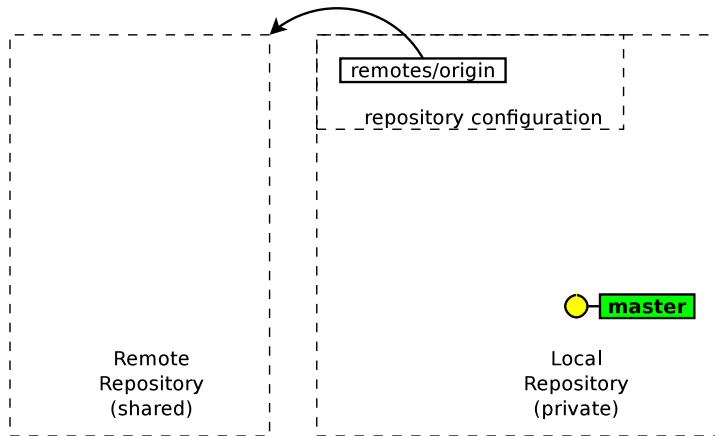 remotes/origin
repository configuration
master
Remote
Repository
(shared)
Local
Repository
(private)